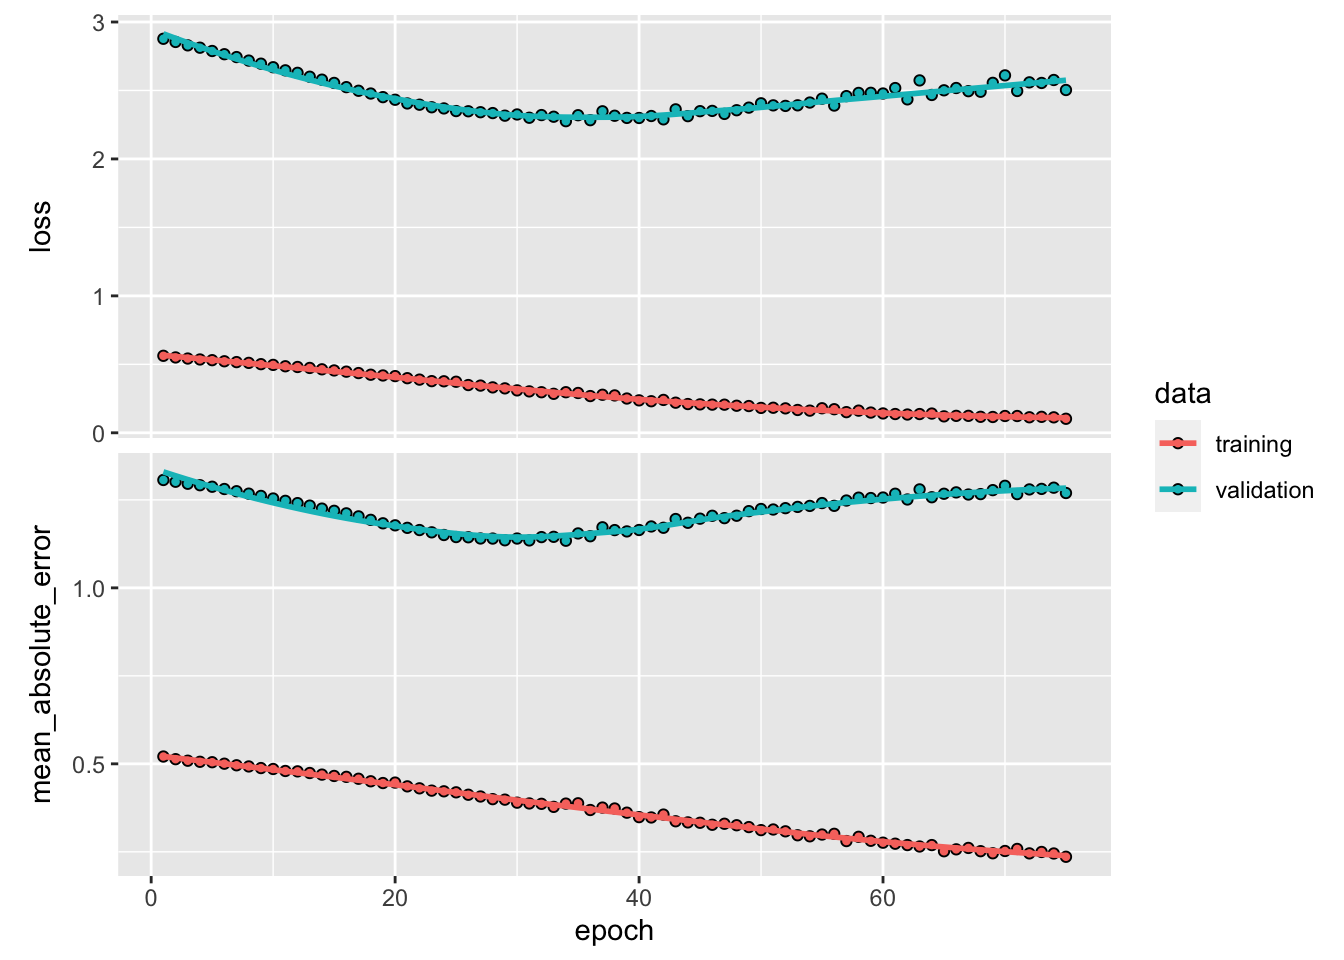 3
2
1
0
loss
1.0
0.5
mean_absolute_error
0 20 40 60
epoch
data
training
validation